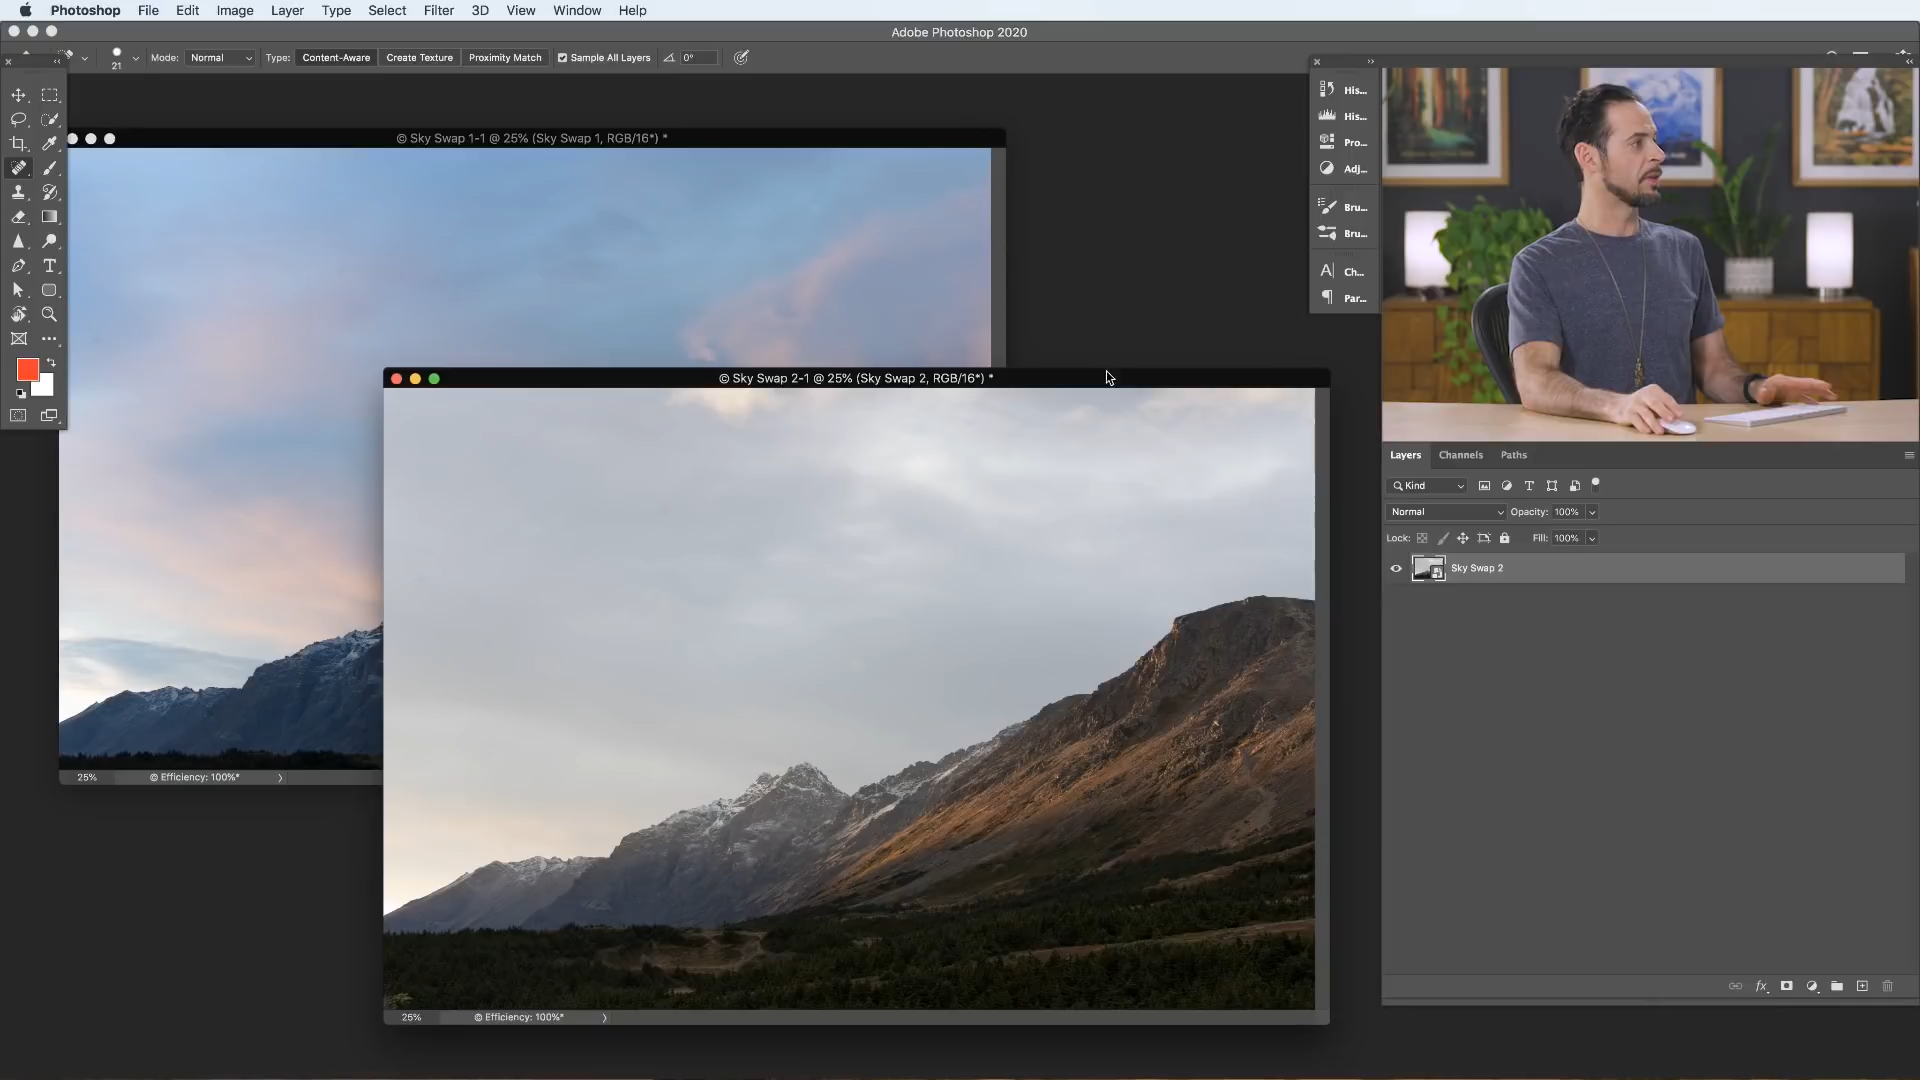 Photoshop File Edit Image Layer Type Select Filter 3D View Window Help
Adobe Photoshop 2020
21 Mode: Normal Type: Content-Aware Create Texture Proximity Match Sample All Layers 0°
His...
His...
Pro...
Adj...
Bru...
Bru...
A| Ch...
Par...
© Sky Swap 1-1 @ 25% (Sky Swap 1, RGB/16*) *
25% © Efficiency: 100%*
© Sky Swap 2-1 @ 25% (Sky Swap 2, RGB/16*) *
25% © Efficiency: 100%*
Layers Channels Paths
Kind
Normal Opacity: 100%
Lock: Fill: 100%
Sky Swap 2
fx